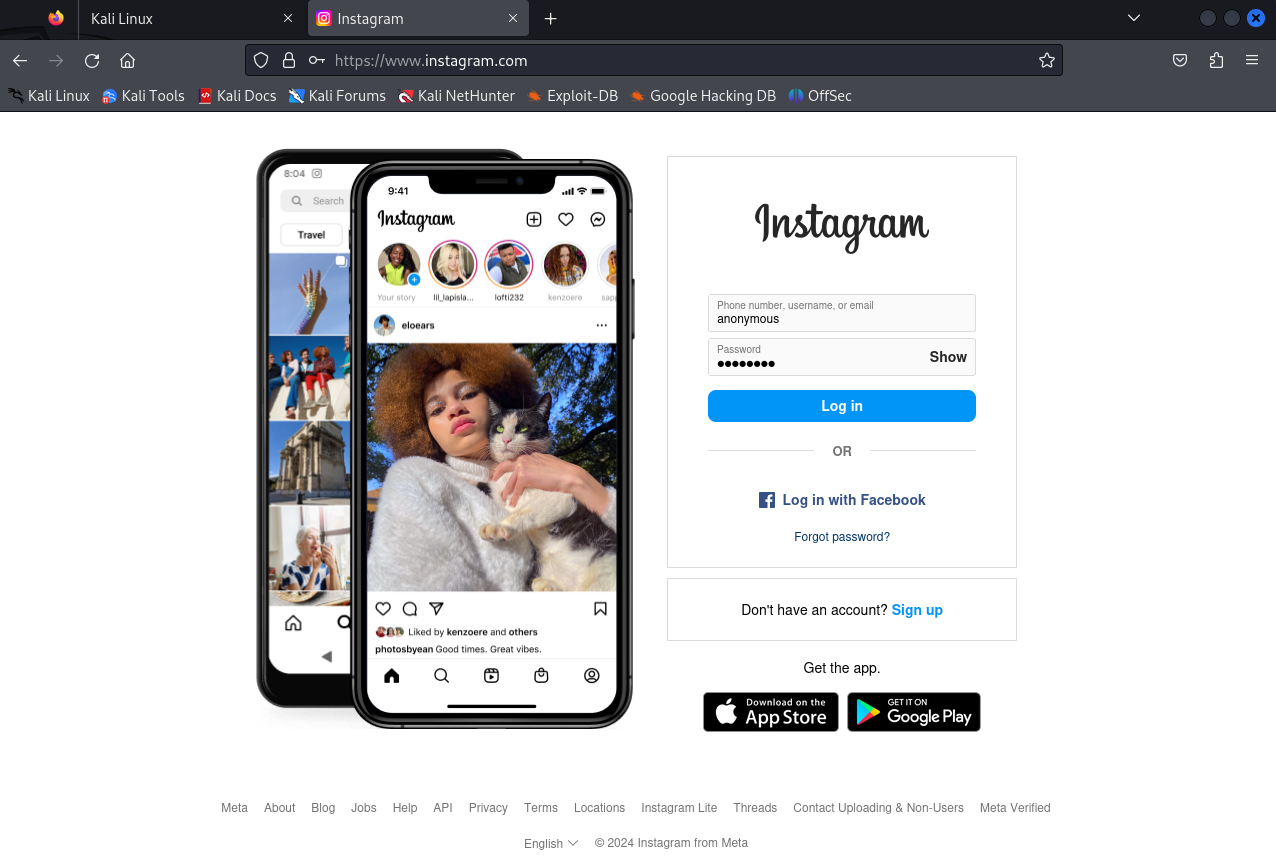 Kali Linux
Instagram
https://www.instagram.com
Kali Linux Kali Tools Kali Docs Kali Forums Kali NetHunter Exploit-DB Google Hacking DB OffSec
8:04
Search
Travel
9:41
Instagram
Your story lil_lapisla... lofti232 kenzoere sapp
eloears
Liked by kenzoere and others
photosbyean Good times. Great vibes.
Instagram
Phone number, username, or email
anonymous
Password
●●●●●●●●
Show
Log in
OR
Log in with Facebook
Forgot password?
Don't have an account? Sign up
Get the app.
Download on the
App Store
GET IT ON
Google Play
Meta About Blog Jobs Help API Privacy Terms Locations Instagram Lite Threads Contact Uploading & Non-Users Meta Verified
English © 2024 Instagram from Meta